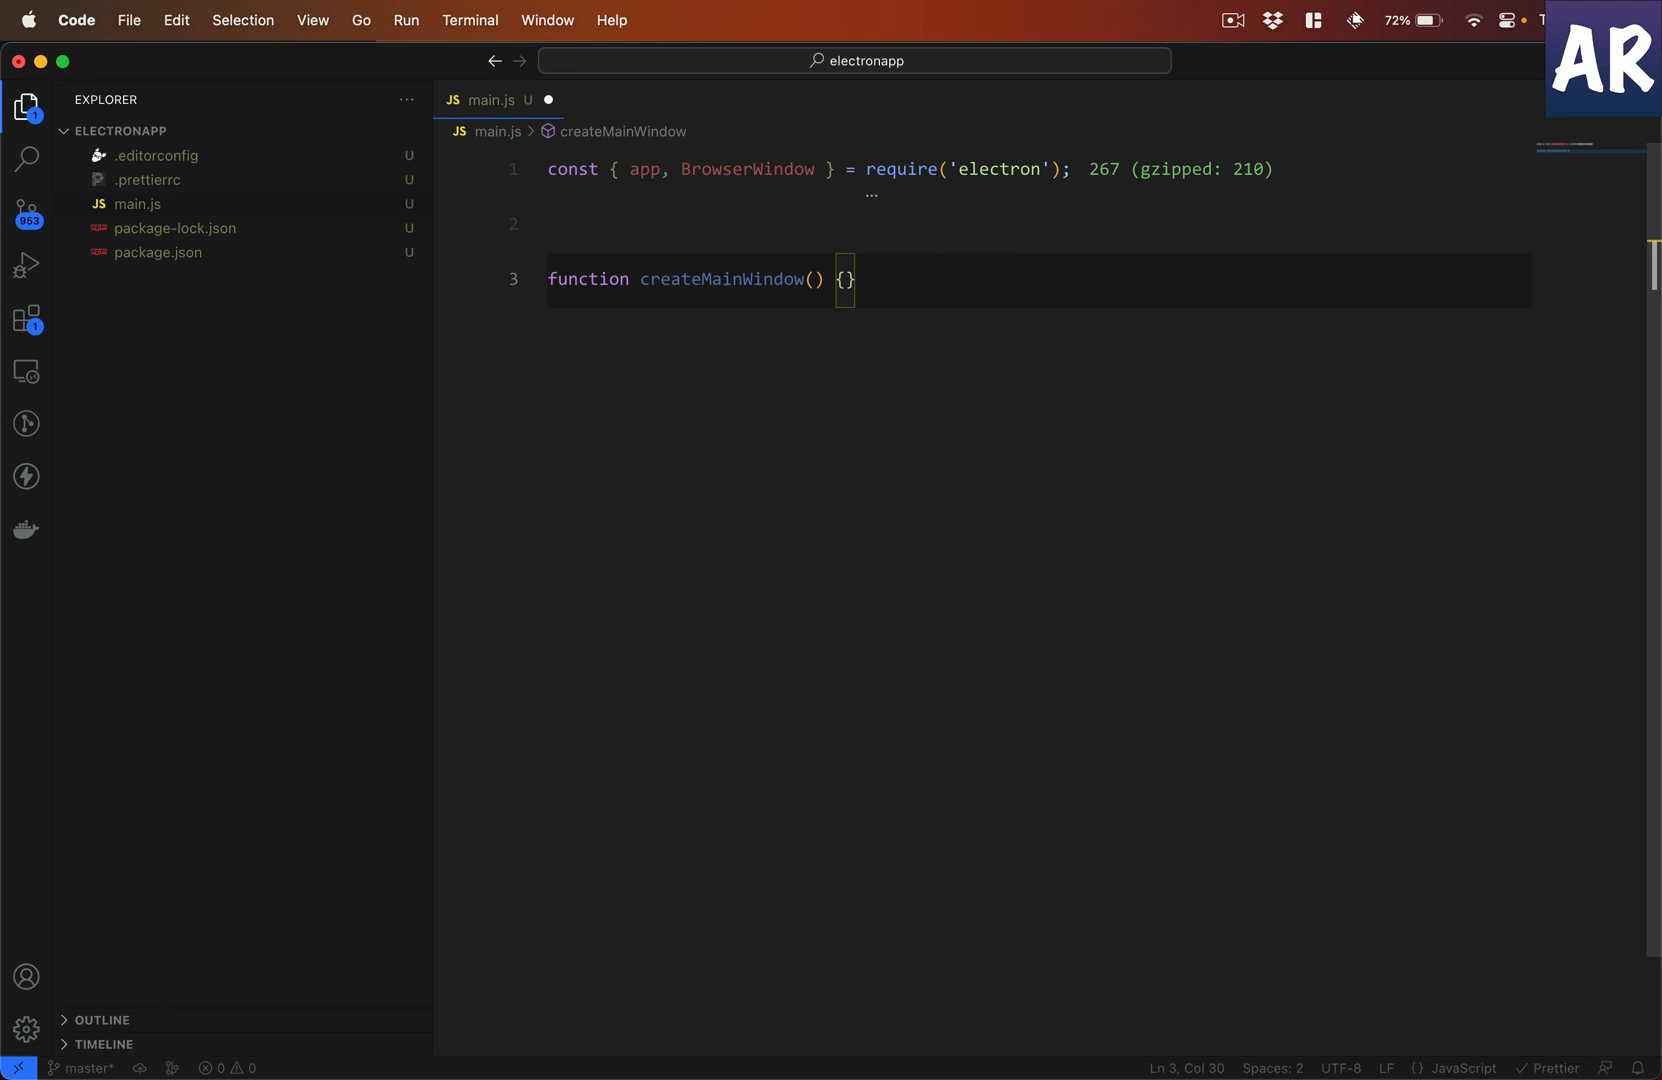 Code File Edit Selection View Go Run Terminal Window Help 72%
AR
electronapp
EXPLORER
1
ELECTRONAPP
.editorconfig U
.prettierrc U
JS main.js U
package-lock.json U
package.json U
953
1
JS main.js U
JS main.js > createMainWindow
1 const { app, BrowserWindow } = require('electron'); 267 (gzipped: 210)
2
3 function createMainWindow() {}
OUTLINE
TIMELINE
master* 0 0 Ln 3, Col 30 Spaces: 2 UTF-8 LF {} JavaScript Prettier